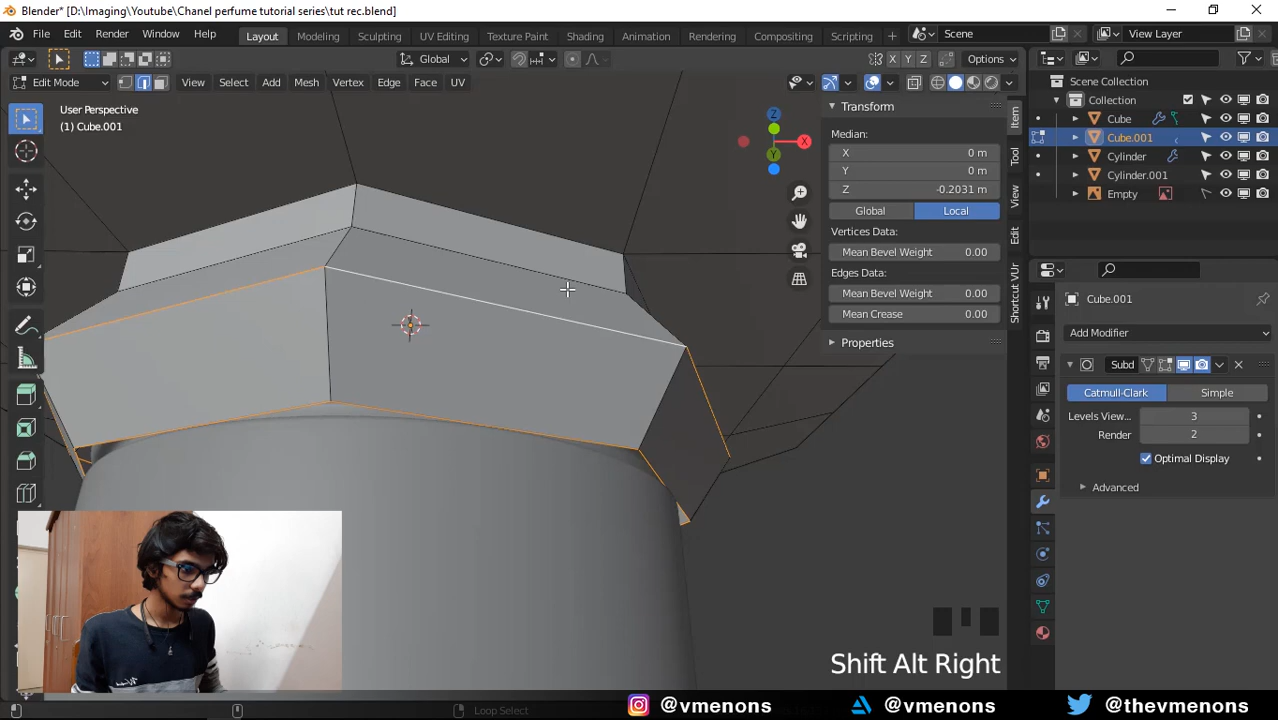 Blender* [D:\Imaging\Youtube\Chanel perfume tutorial series\tut rec.blend]
File Edit Render Window Help Layout Modeling Sculpting UV Editing Texture Paint Shading Animation Rendering Compositing Scripting + Scene View Layer
Global X Y Z Options
Edit Mode View Select Add Mesh Vertex Edge Face UV
User Perspective
(1) Cube.001
Z
X
Y
Transform
Median:
X 0 m
Y 0 m
Z -0.2031 m
Global Local
Vertices Data:
Mean Bevel Weight 0.00
Edges Data:
Mean Bevel Weight 0.00
Mean Crease 0.00
Properties
Item
Tool
View
Edit
Shortcut VUr
Scene Collection
Collection
Cube
Cube.001
Cylinder
Cylinder.001
Empty
Cube.001
Add Modifier
Subd
Catmull-Clark Simple
Levels View... 3
Render 2
Optimal Display
Advanced
Shift Alt Right
Loop Select
@vmenons @vmenons @thevmenons